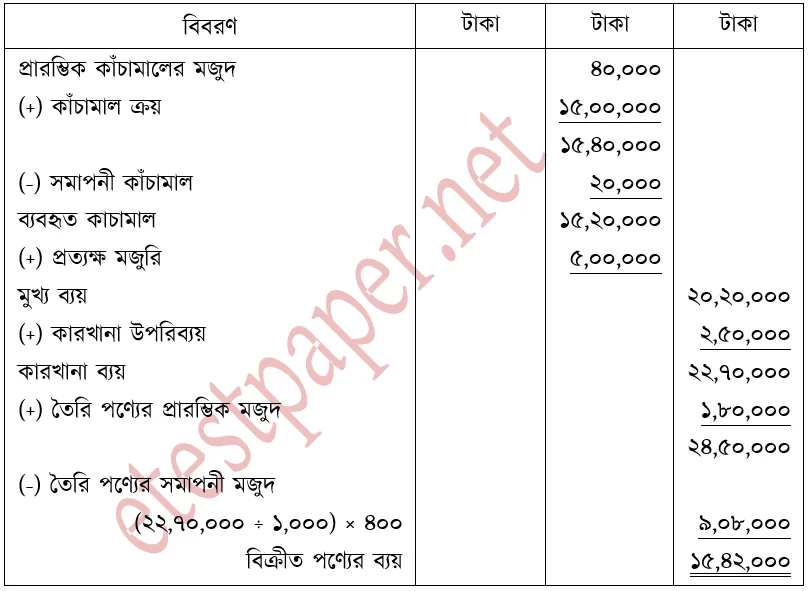 বিবরণ টাকা টাকা টাকা
প্রারম্ভিক কাঁচামালের মজুদ ৪০,০০০
(+) কাঁচামাল ক্রয় ১৫,০০,০০০
১৫,৪০,০০০
(-) সমাপনী কাঁচামাল ২০,০০০
ব্যবহৃত কাচামাল ১৫,২০,০০০
(+) প্রত্যক্ষ মজুরি ৫,০০,০০০
মুখ্য ব্যয় ২০,২০,০০০
(+) কারখানা উপরিব্যয় ২,৫০,০০০
কারখানা ব্যয় ২২,৭০,০০০
(+) তৈরি পণ্যের প্রারম্ভিক মজুদ ১,৮০,০০০
২৪,৫০,০০০
(-) তৈরি পণ্যের সমাপনী মজুদ
(২২,৭০,০০০ ÷ ১,০০০) × ৪০০ ৯,০৮,০০০
বিক্রীত পণ্যের ব্যয় ১৫,৪২,০০০
etestpaper.net